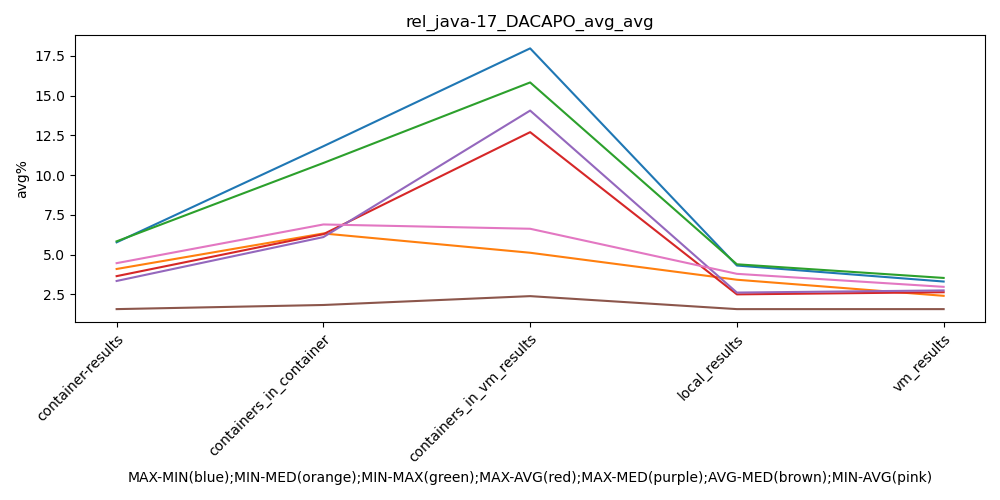 rel_java-17_DACAPO_avg_avg
17.5
15.0
12.5
10.0
7.5
5.0
2.5
avg%
container-results
containers_in_container
containers_in_vm_results
local_results
vm_results
MAX-MIN(blue);MIN-MED(orange);MIN-MAX(green);MAX-AVG(red);MAX-MED(purple);AVG-MED(brown);MIN-AVG(pink)